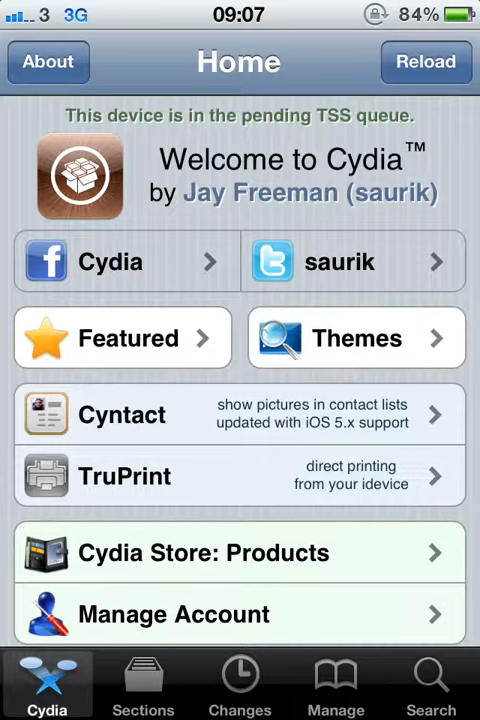 3 3G 09:07 84%
About Home Reload
This device is in the pending TSS queue.
Welcome to Cydia™
by Jay Freeman (saurik)
Cydia saurik
Featured Themes
Cyntact show pictures in contact lists
updated with iOS 5.x support
TruPrint direct printing
from your idevice
Cydia Store: Products
Manage Account
Cydia Sections Changes Manage Search